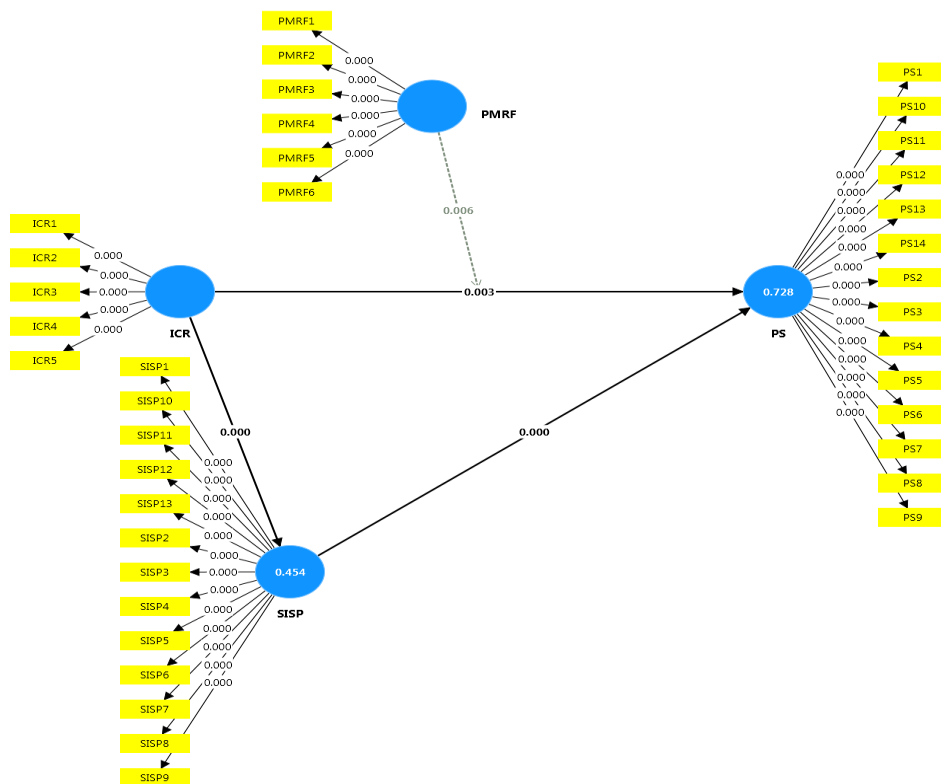 PMRF1
PMRF2
PMRF3
PMRF4
PMRF5
PMRF6
0.000
0.000
0.000
0.000
0.000
0.000
PMRF
0.006
ICR1
ICR2
ICR3
ICR4
ICR5
0.000
0.000
0.000
0.000
0.000
ICR
0.003
0.000
0.000
SISP1
SISP10
SISP11
SISP12
SISP13
SISP2
SISP3
SISP4
SISP5
SISP6
SISP7
SISP8
SISP9
0.000
0.000
0.000
0.000
0.000
0.000
0.000
0.000
0.000
0.000
0.000
0.000
0.000
0.454
SISP
PS1
PS10
PS11
PS12
PS13
PS14
PS2
PS3
PS4
PS5
PS6
PS7
PS8
PS9
0.000
0.000
0.000
0.000
0.000
0.000
0.000
0.000
0.000
0.000
0.000
0.000
0.000
0.000
0.728
PS